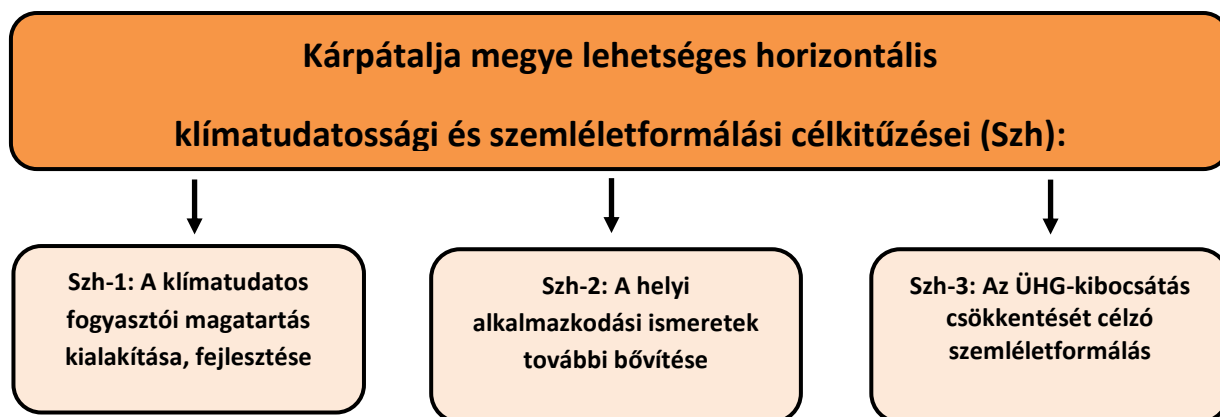 Kárpátalja megye lehetséges horizontális
klímatudatossági és szemléletformálási célkitűzései (Szh):
Szh-1: A klímatudatos
fogyasztói magatartás
kialakítása, fejlesztése
Szh-2: A helyi
alkalmazkodási ismeretek
további bővítése
Szh-3: Az ÜHG-kibocsátás
csökkentését célzó
szemléletformálás